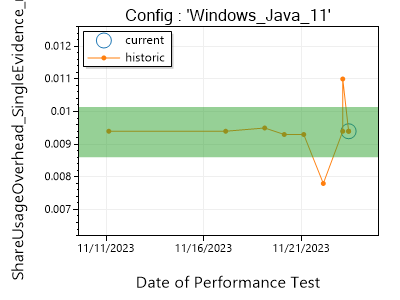 Config : 'Windows_Java_11'
ShareUsageOverhead_SingleEvidence_
current
historic
0.012
0.011
0.01
0.009
0.008
0.007
11/11/2023
11/16/2023
11/21/2023
Date of Performance Test